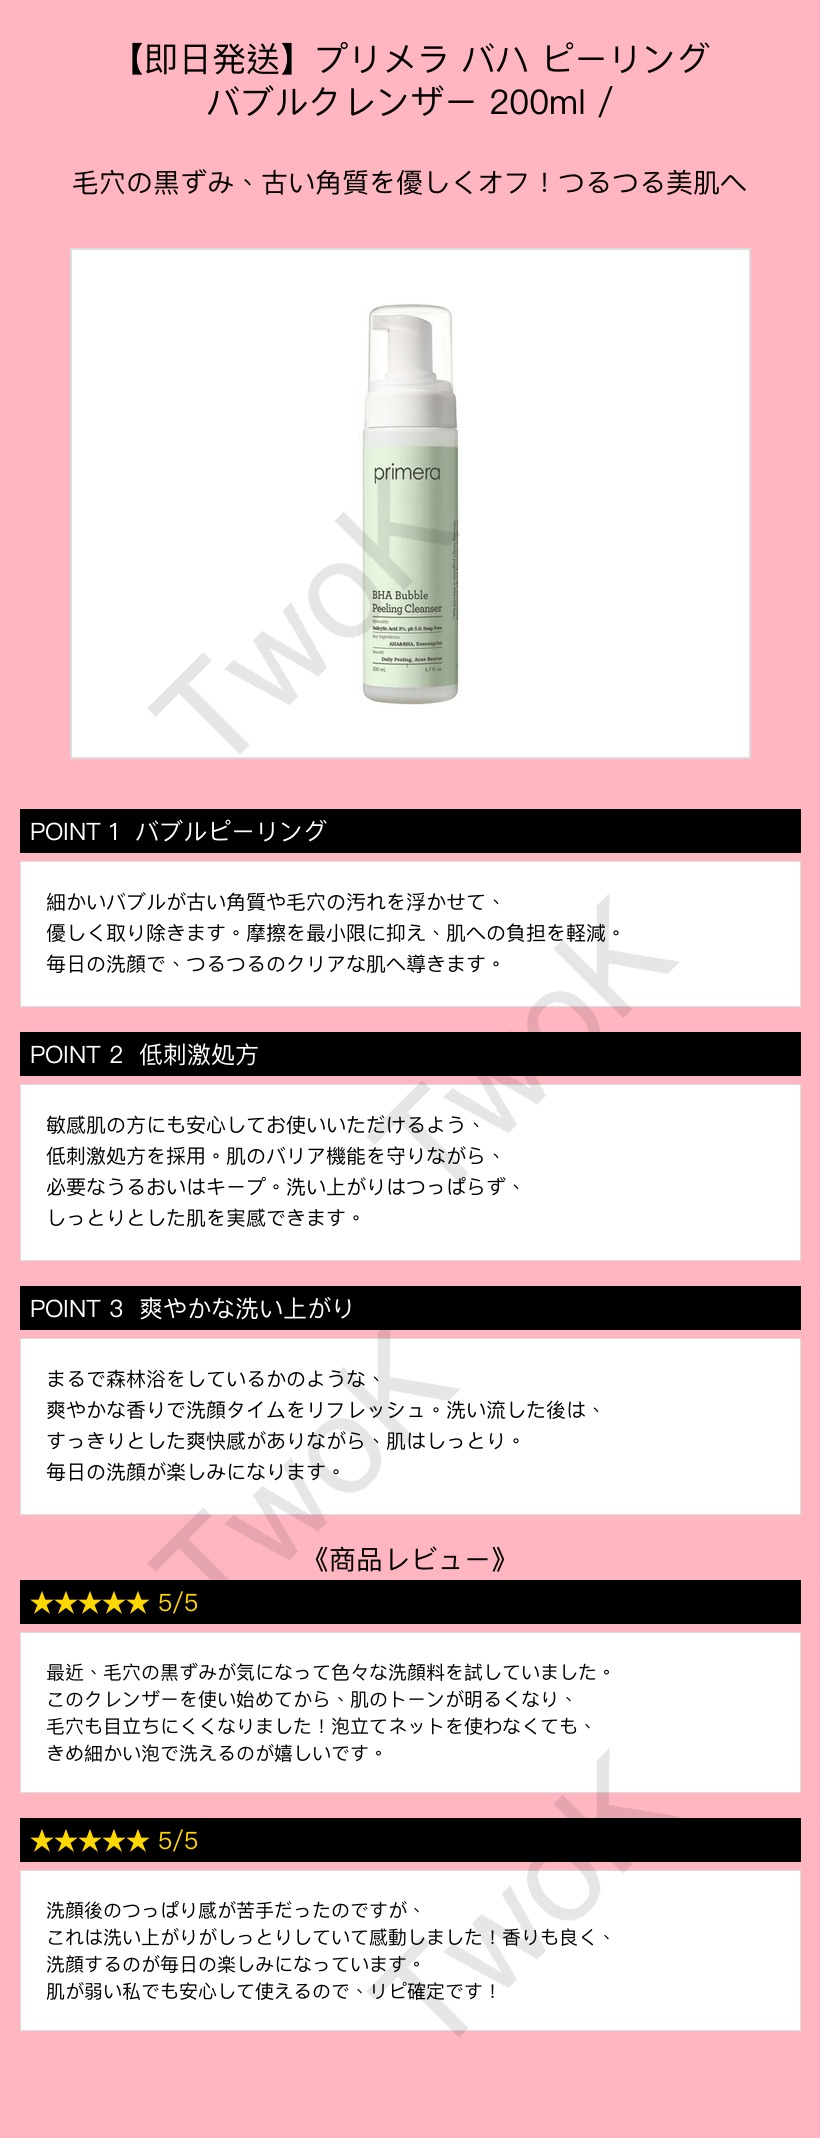 【即日発送】プリメラ バハ ピーリング
バブルクレンザー 200ml /
毛穴の黒ずみ、古い角質を優しくオフ！つるつる美肌へ
primera
BHA Bubble
Peeling Cleanser
Speciality
Salicylic Acid 2%, ph 5.0, Soap Free
Key Ingredients
AHA&BHA,
Benefit
Daily Peeling, Acne Rescue
200 mL 6.7 fl. oz
TwoK
POINT 1 バブルピーリング
細かいバブルが古い角質や毛穴の汚れを浮かせて、
優しく取り除きます。摩擦を最小限に抑え、肌への負担を軽減。
毎日の洗顔で、つるつるのクリアな肌へ導きます。
TwoK
POINT 2 低刺激処方
敏感肌の方にも安心してお使いいただけるよう、
低刺激処方を採用。肌のバリア機能を守りながら、
必要なうるおいはキープ。洗い上がりはつっぱらず、
しっとりとした肌を実感できます。
POINT 3 爽やかな洗い上がり
まるで森林浴をしているかのような、
爽やかな香りで洗顔タイムをリフレッシュ。洗い流した後は、
すっきりとした爽快感がありながら、肌はしっとり。
毎日の洗顔が楽しみになります。
TwoK
《商品レビュー》
★★★★★ 5/5
最近、毛穴の黒ずみが気になって色々な洗顔料を試していました。
このクレンザーを使い始めてから、肌のトーンが明るくなり、
毛穴も目立ちにくくなりました！泡立てネットを使わなくても、
きめ細かい泡で洗えるのが嬉しいです。
★★★★★ 5/5
洗顔後のつっぱり感が苦手だったのですが、
これは洗い上がりがしっとりしていて感動しました！香りも良く、
洗顔するのが毎日の楽しみになっています。
肌が弱い私でも安心して使えるので、リピ確定です！
TwoK